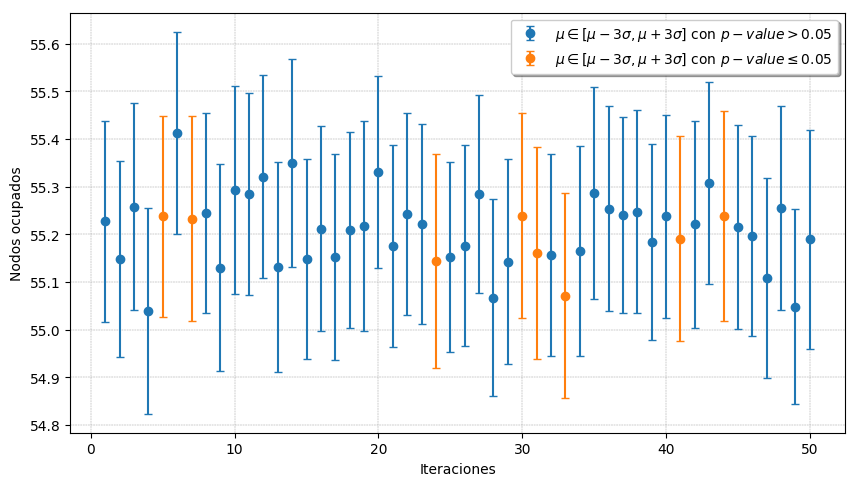 55.6
55.5
55.4
55.3
55.2
55.1
55.0
54.9
54.8
Nodos ocupados
μ ∈ [μ − 3σ, μ + 3σ] con p − value > 0.05
μ ∈ [μ − 3σ, μ + 3σ] con p − value ≤ 0.05
0 10 20 30 40 50
Iteraciones